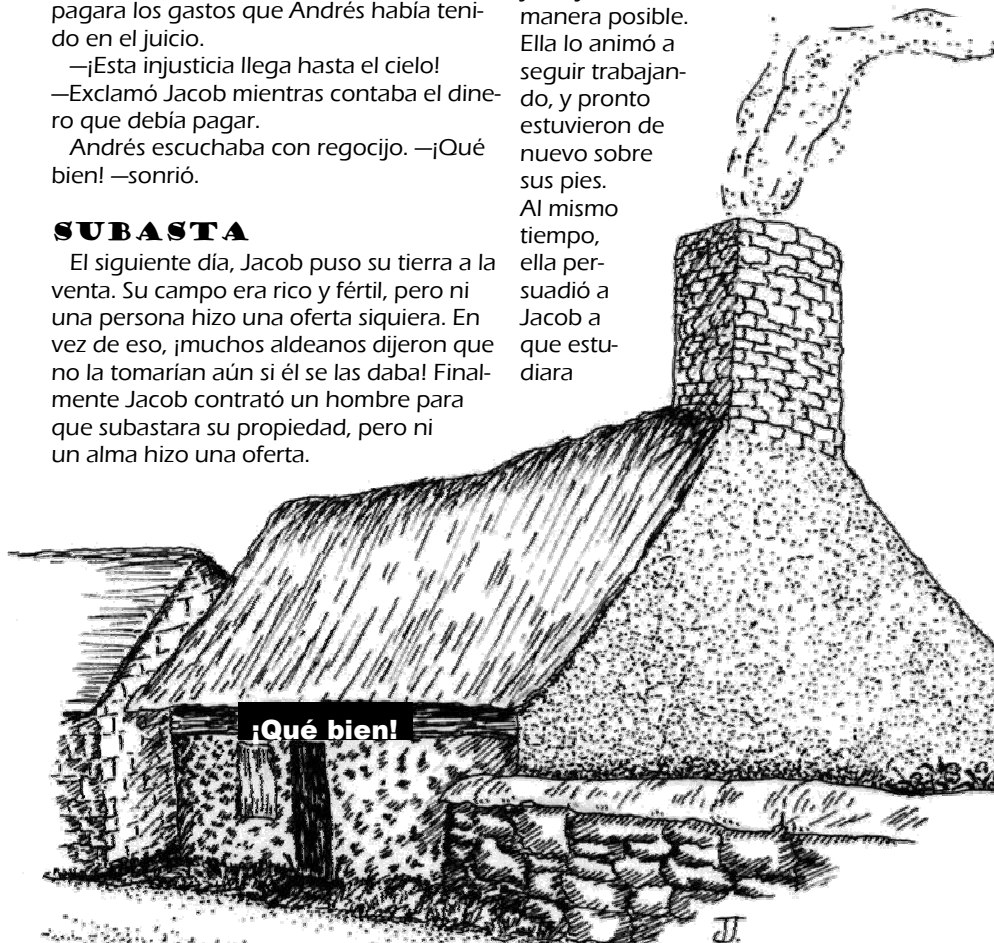 pagara los gastos que Andrés había teni-
do en el juicio.
—¡Esta injusticia llega hasta el cielo!
—Exclamó Jacob mientras contaba el dine-
ro que debía pagar.
Andrés escuchaba con regocijo. —¡Qué
bien! —sonrió.
SUBASTA
El siguiente día, Jacob puso su tierra a la
venta. Su campo era rico y fértil, pero ni
una persona hizo una oferta siquiera. En
vez de eso, ¡muchos aldeanos dijeron que
no la tomarían aún si él se las daba! Final-
mente Jacob contrató un hombre para
que subastara su propiedad, pero ni
un alma hizo una oferta.
manera posible.
Ella lo animó a
seguir trabajan-
do, y pronto
estuvieron de
nuevo sobre
sus pies.
Al mismo
tiempo,
ella per-
suadió a
Jacob a
que estu-
diara
¡Qué bien!
JJ